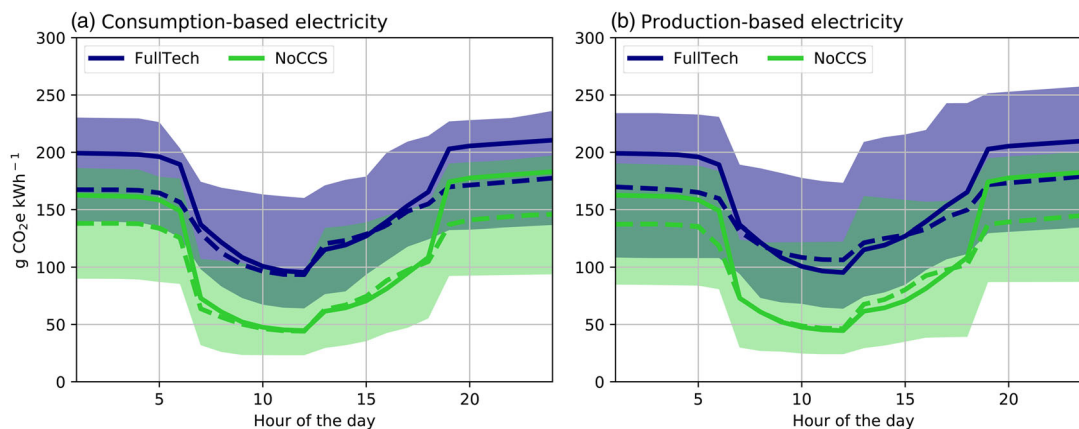 (a) Consumption-based electricity
300
250
200
150
100
50
0
g CO₂e kWh⁻¹
FullTech NoCCS
5 10 15 20
Hour of the day
(b) Production-based electricity
300
250
200
150
100
50
0
FullTech NoCCS
5 10 15 20
Hour of the day